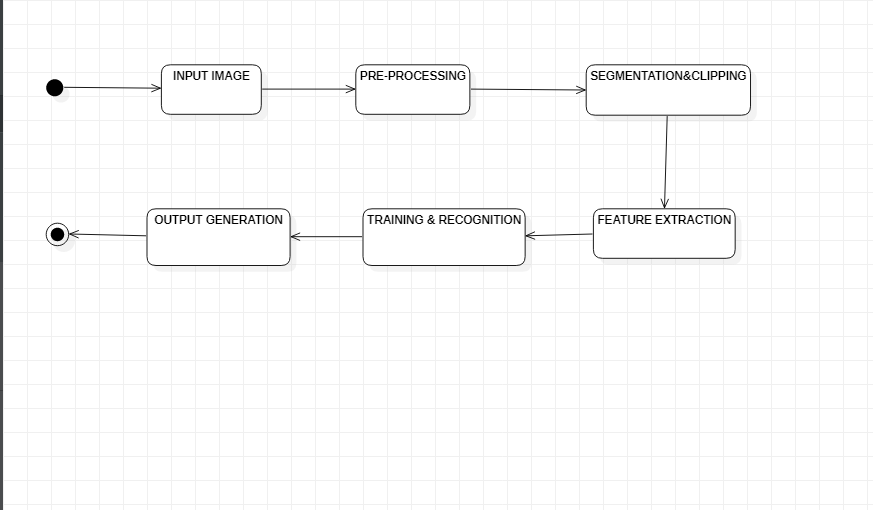 INPUT IMAGE
PRE-PROCESSING
SEGMENTATION&CLIPPING
FEATURE EXTRACTION
TRAINING & RECOGNITION
OUTPUT GENERATION